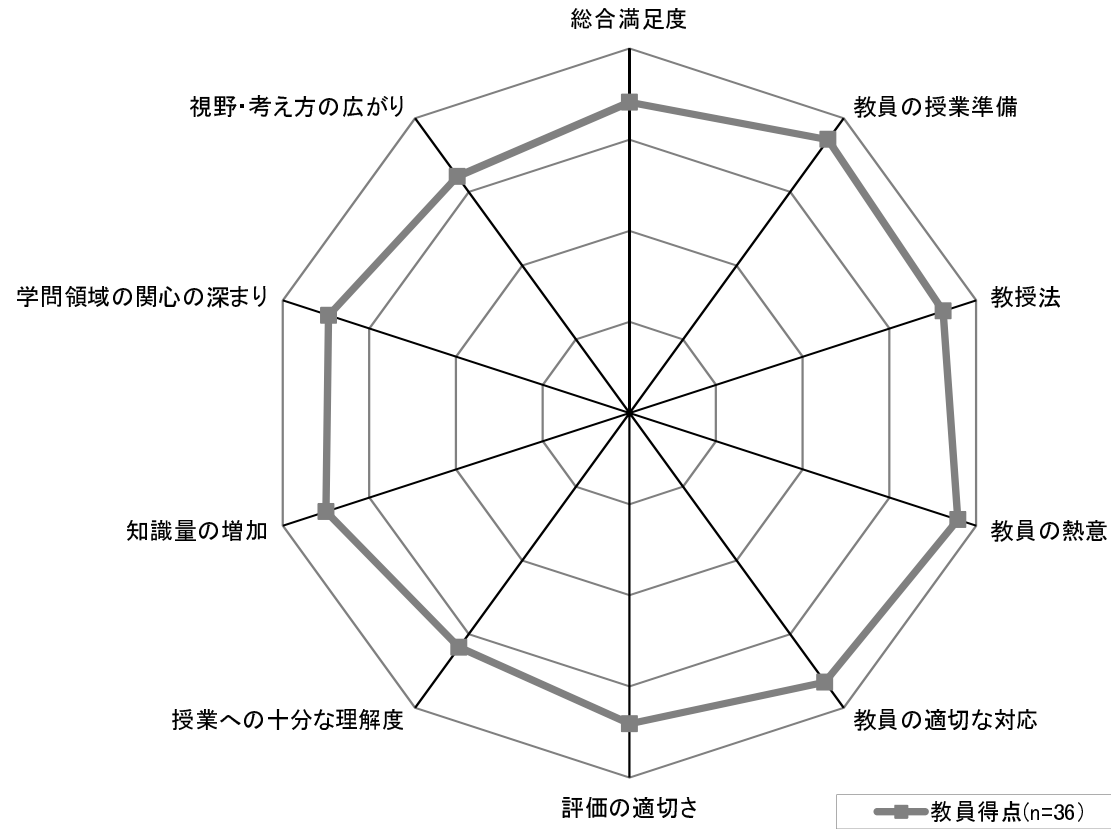 総合満足度
教員の授業準備
教授法
教員の熱意
教員の適切な対応
評価の適切さ
授業への十分な理解度
知識量の増加
学問領域の関心の深まり
視野・考え方の広がり
教員得点(n=36)